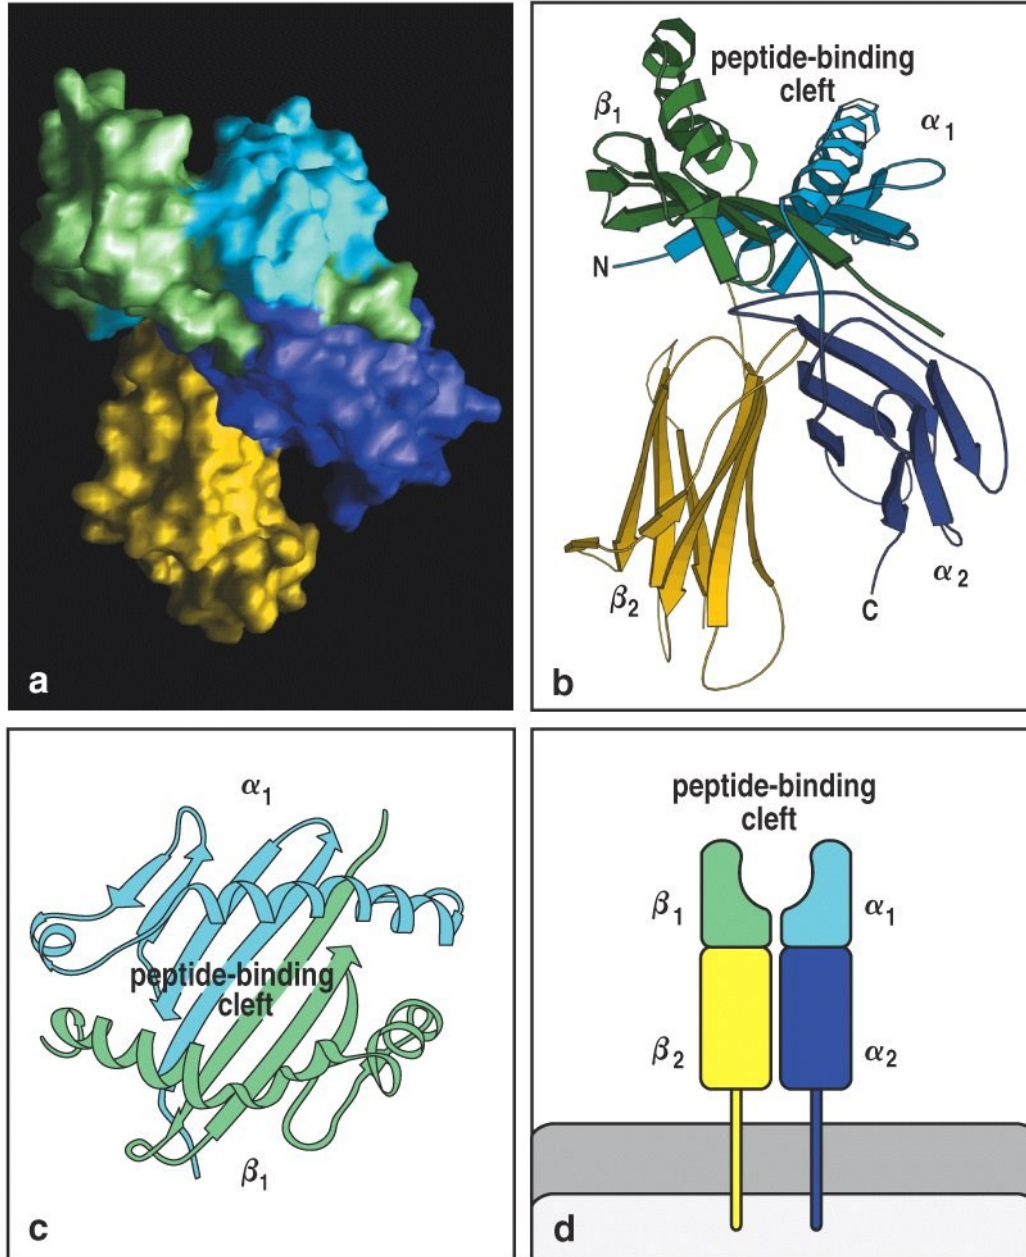 a
peptide-binding
cleft
β1
α1
N
β2
α2
C
b
α1
peptide-binding
cleft
β1
c
peptide-binding
cleft
β1
α1
β2
α2
d